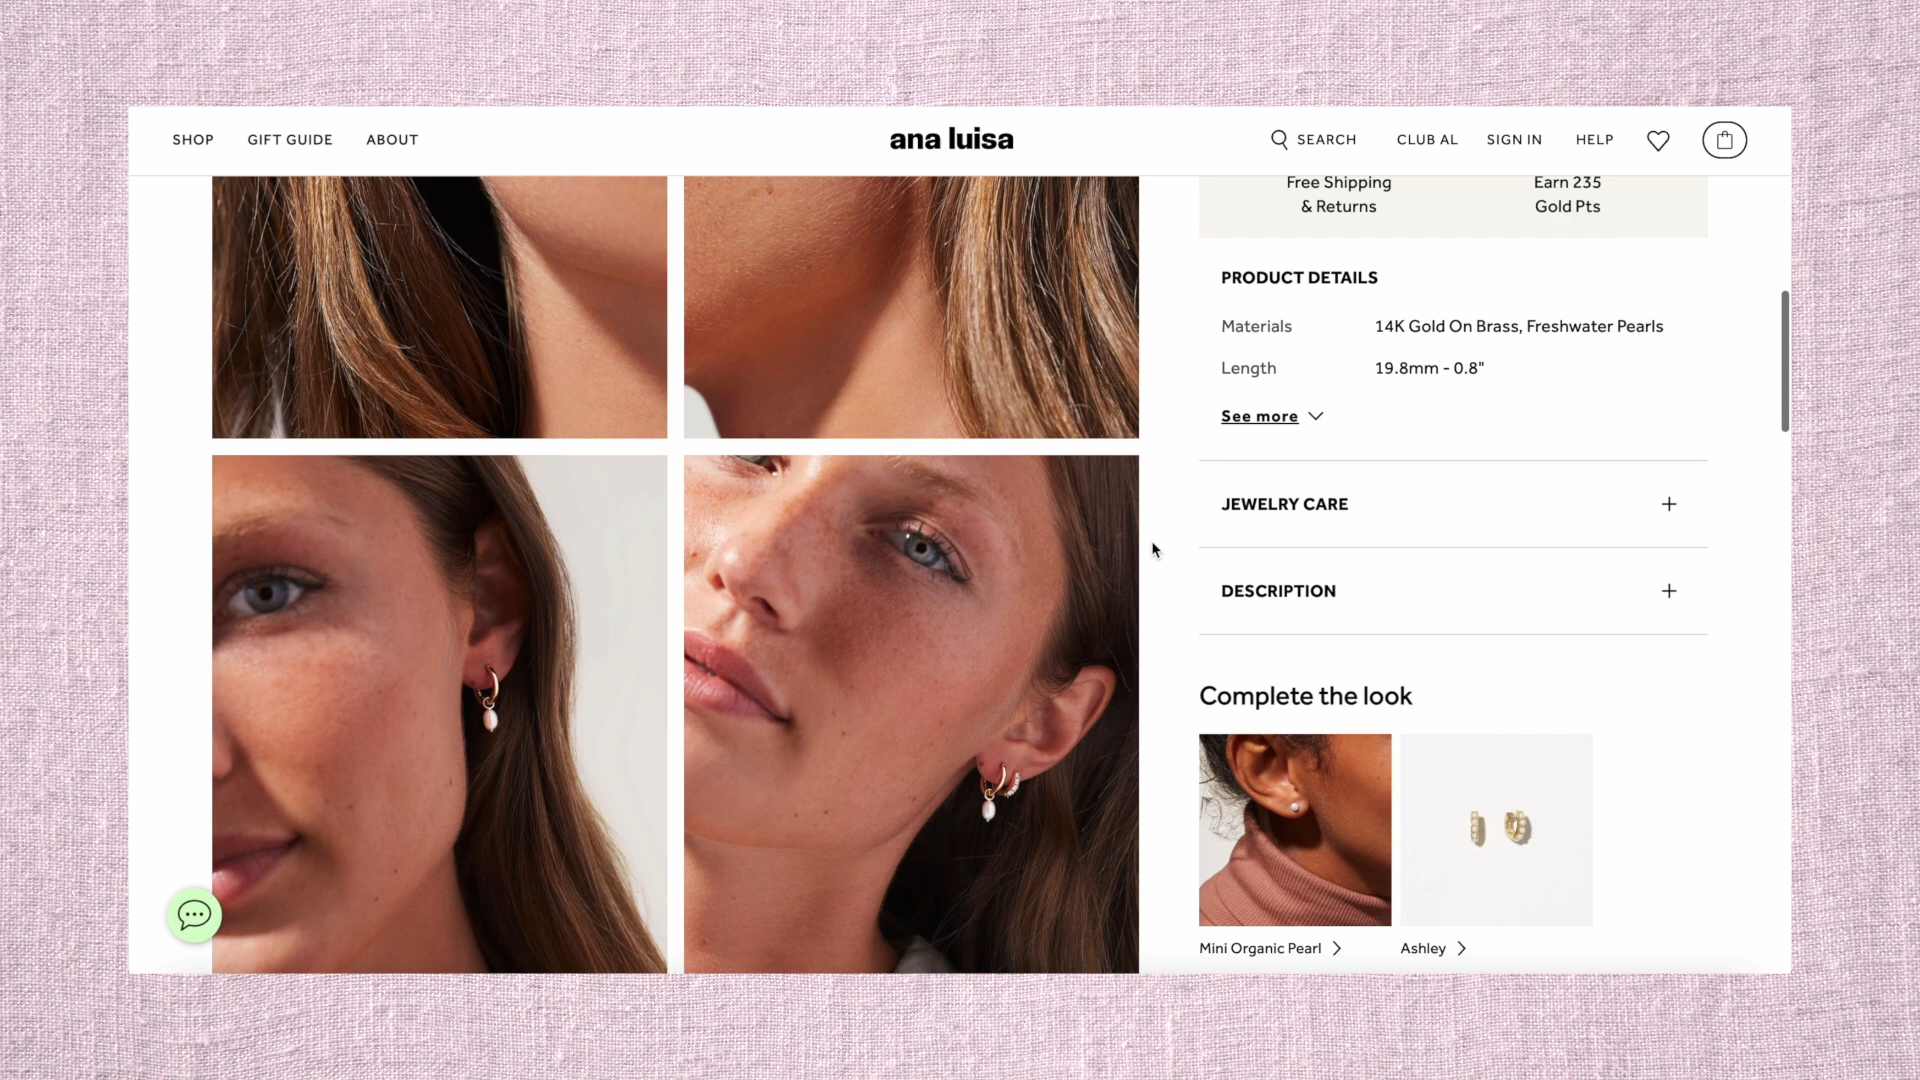 SHOP
GIFT GUIDE
ABOUT
ana luisa
SEARCH
CLUB AL
SIGN IN
HELP
Free Shipping
& Returns
Earn 235
Gold Pts
PRODUCT DETAILS
Materials
14K Gold On Brass, Freshwater Pearls
Length
19.8mm - 0.8"
See more
JEWELRY CARE
DESCRIPTION
Complete the look
Mini Organic Pearl
Ashley